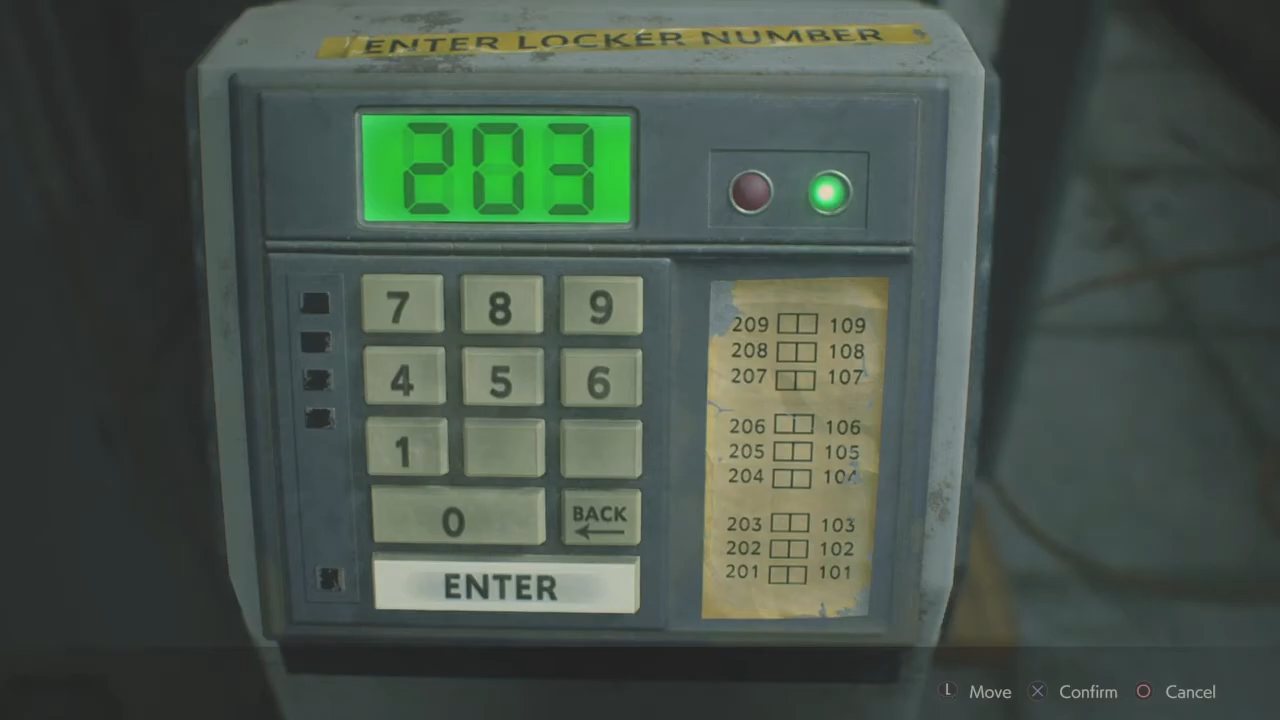 ENTER LOCKER NUMBER
203
7 8 9
4 5 6
1
0 BACK
ENTER
209 109
208 108
207 107
206 106
205 105
204 104
203 103
202 102
201 101
L Move X Confirm O Cancel